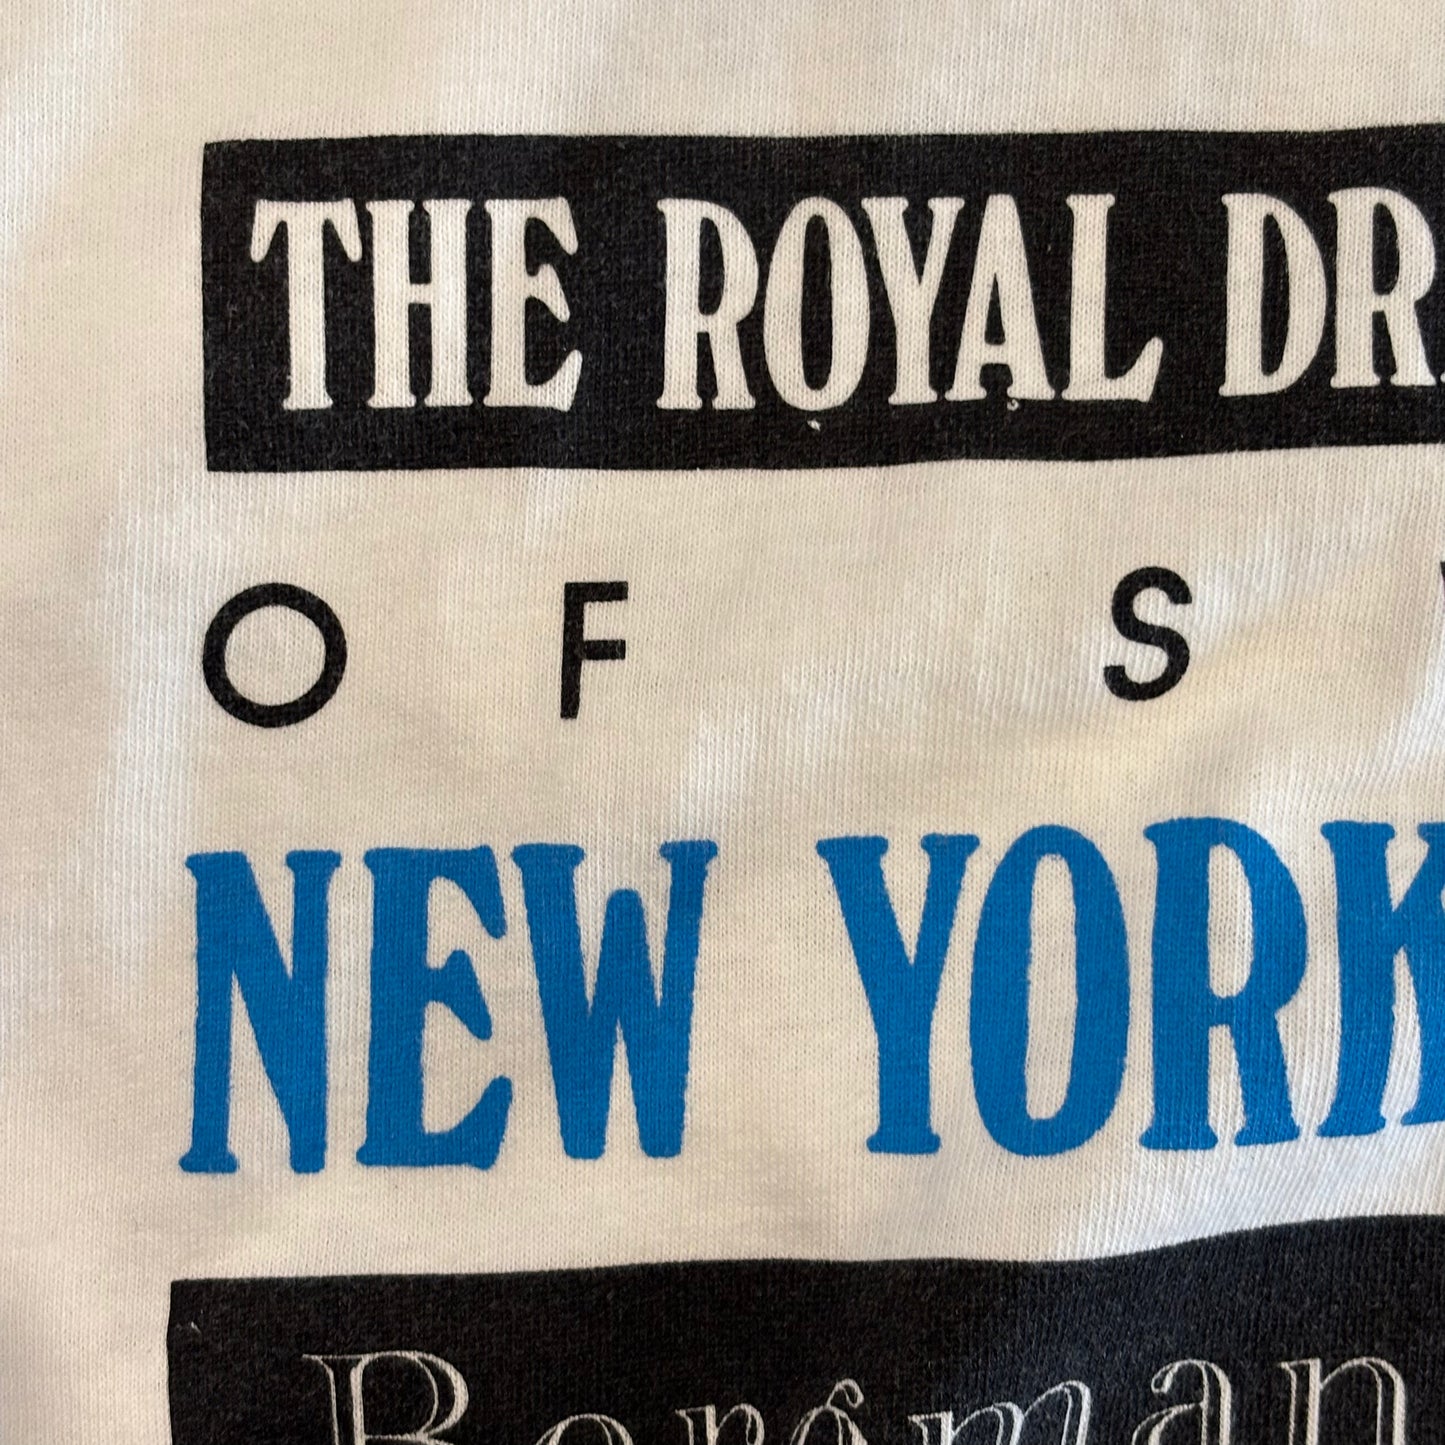 THE ROYAL DR
OF S
NEW YORK
Bergman